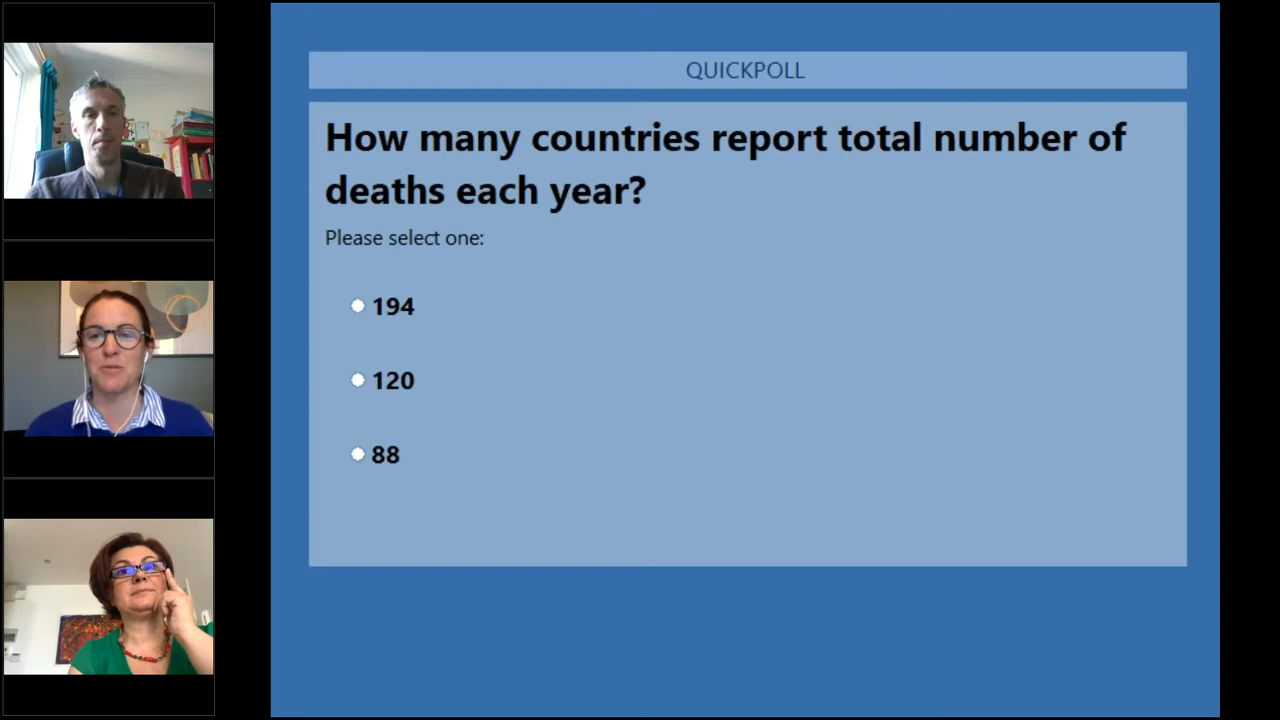 QUICKPOLL
How many countries report total number of
deaths each year?
Please select one:
194
120
88